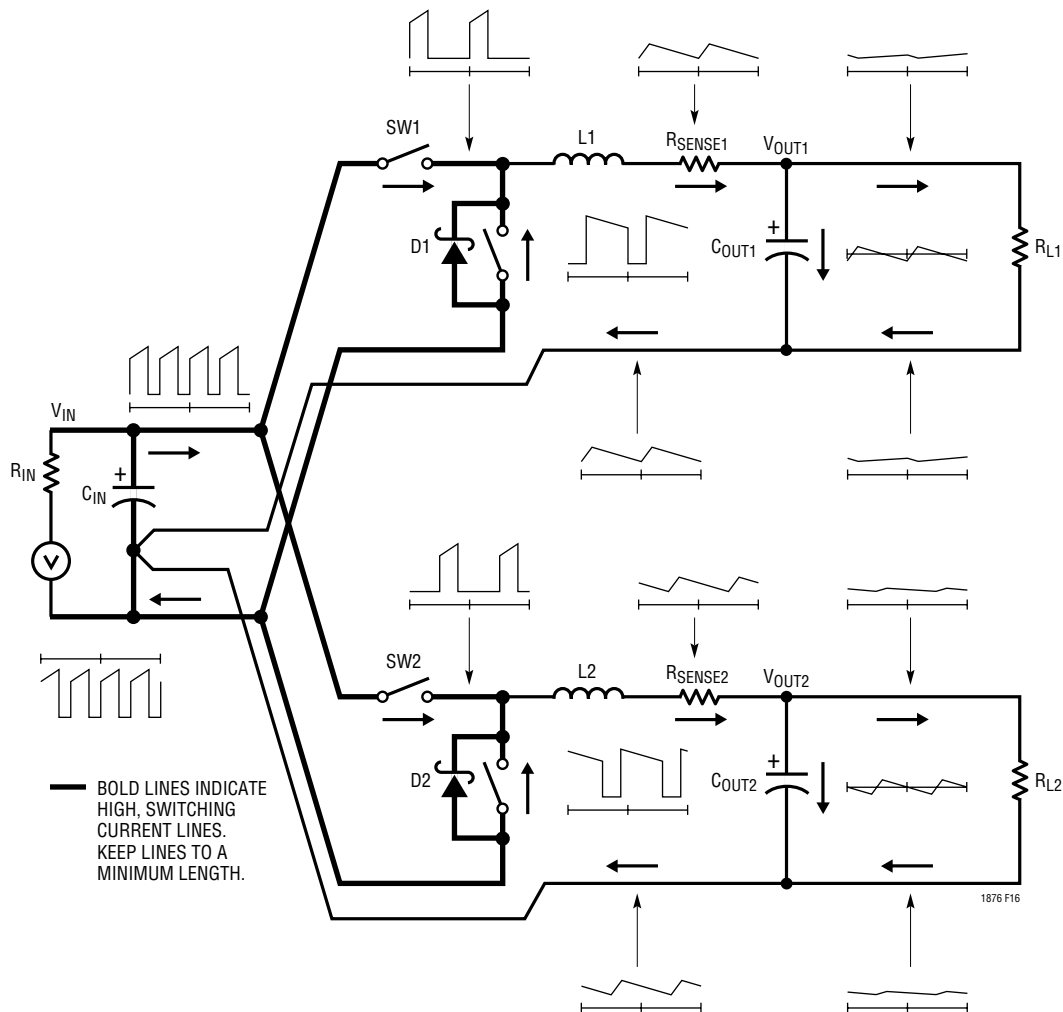 SW1
L1
RSENSE1
VOUT1
D1
COUT1
RL1
VIN
RIN
+
CIN
+
V
SW2
L2
RSENSE2
VOUT2
D2
+
COUT2
RL2
BOLD LINES INDICATE
HIGH, SWITCHING
CURRENT LINES.
KEEP LINES TO A
MINIMUM LENGTH.
1876 F16